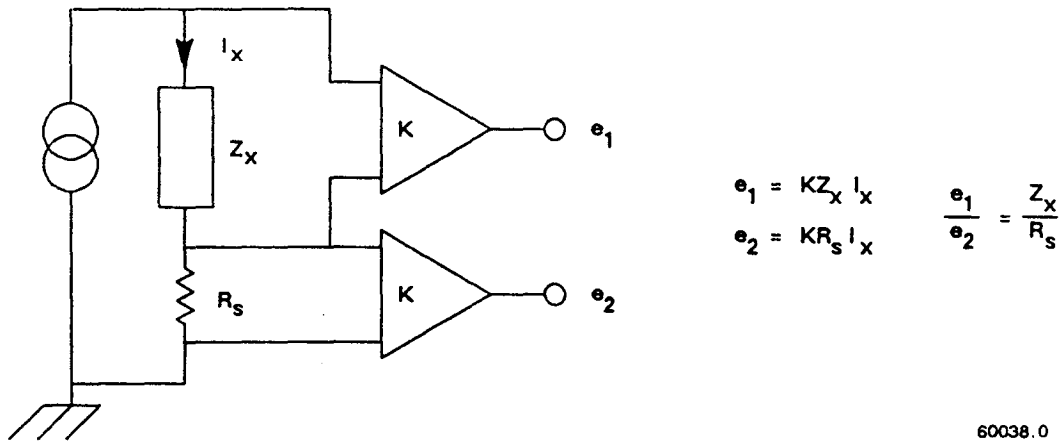 I_x
Z_x
K
e_1
R_s
K
e_2
e_1 = KZ_x I_x
e_2 = KR_s I_x
e_1 / e_2 = Z_x / R_s
60038.0